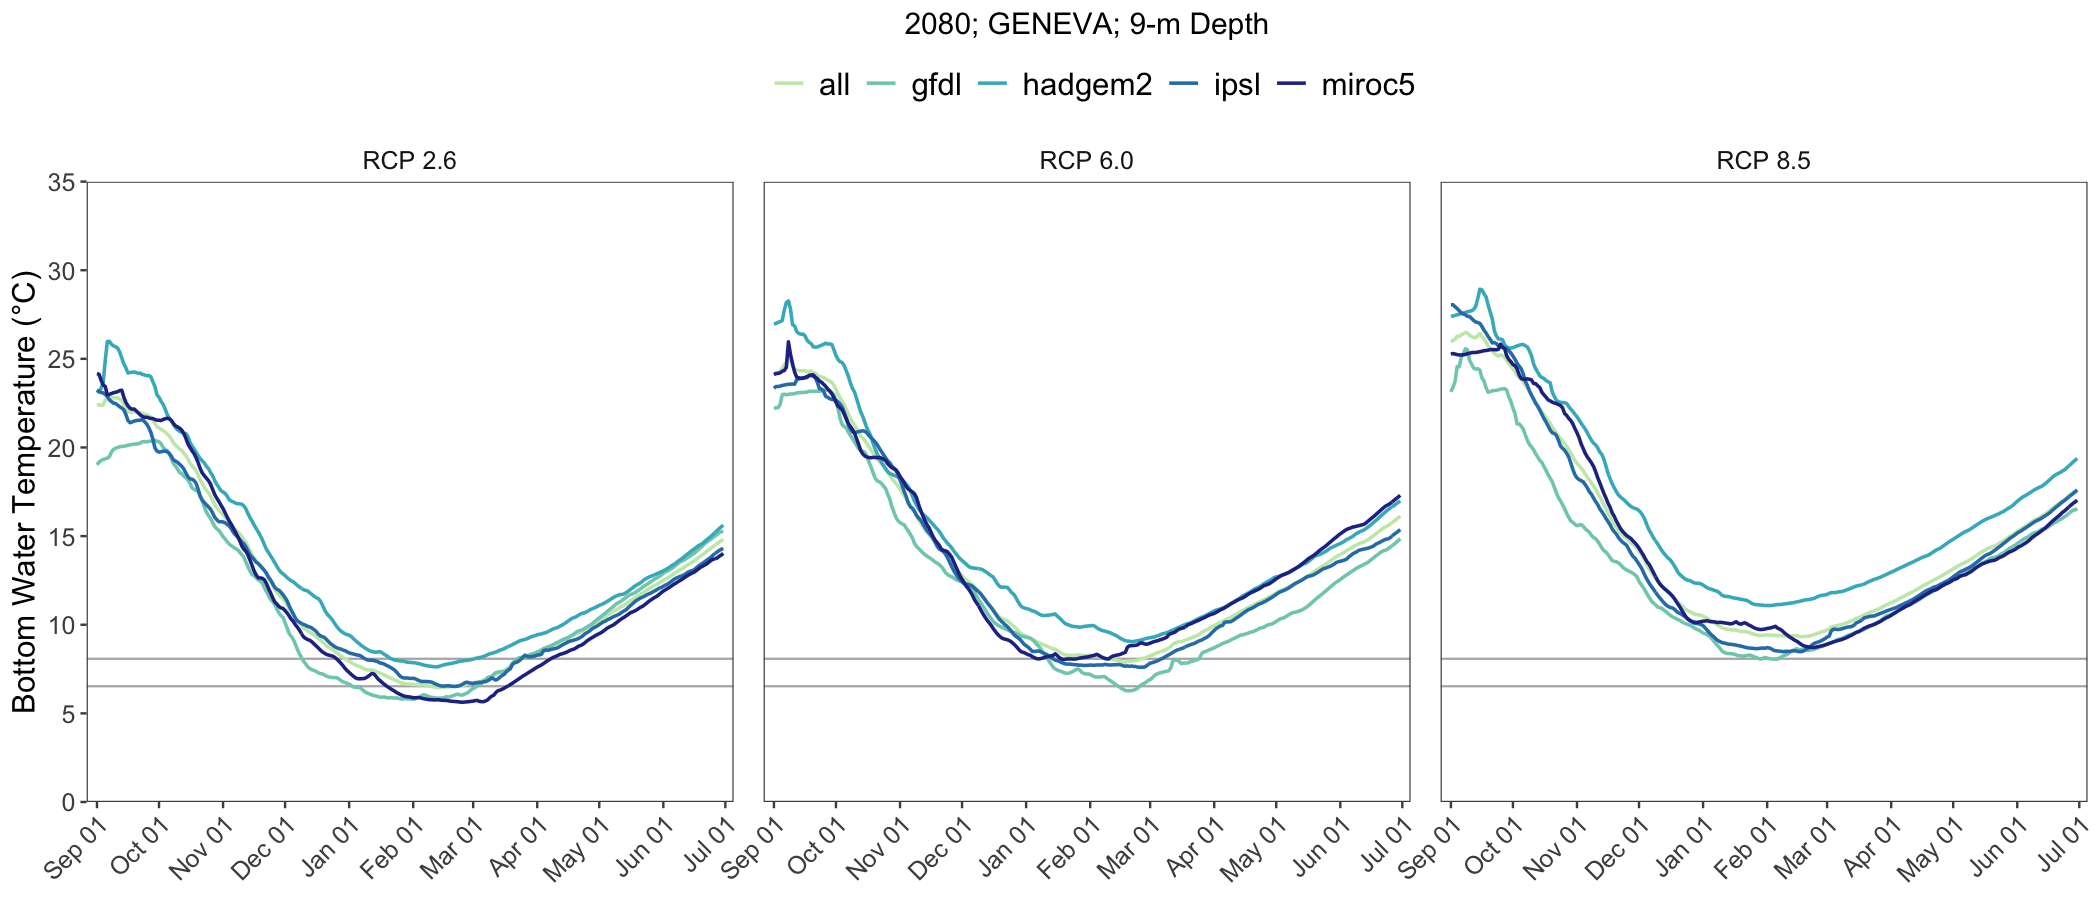 2080; GENEVA; 9-m Depth
all gfdl hadgem2 ipsl miroc5
RCP 2.6 RCP 6.0 RCP 8.5
Bottom Water Temperature (°C)
35
30
25
20
15
10
5
0
Sep 01 Oct 01 Nov 01 Dec 01 Jan 01 Feb 01 Mar 01 Apr 01 May 01 Jun 01 Jul 01 Sep 01 Oct 01 Nov 01 Dec 01 Jan 01 Feb 01 Mar 01 Apr 01 May 01 Jun 01 Jul 01 Sep 01 Oct 01 Nov 01 Dec 01 Jan 01 Feb 01 Mar 01 Apr 01 May 01 Jun 01 Jul 01